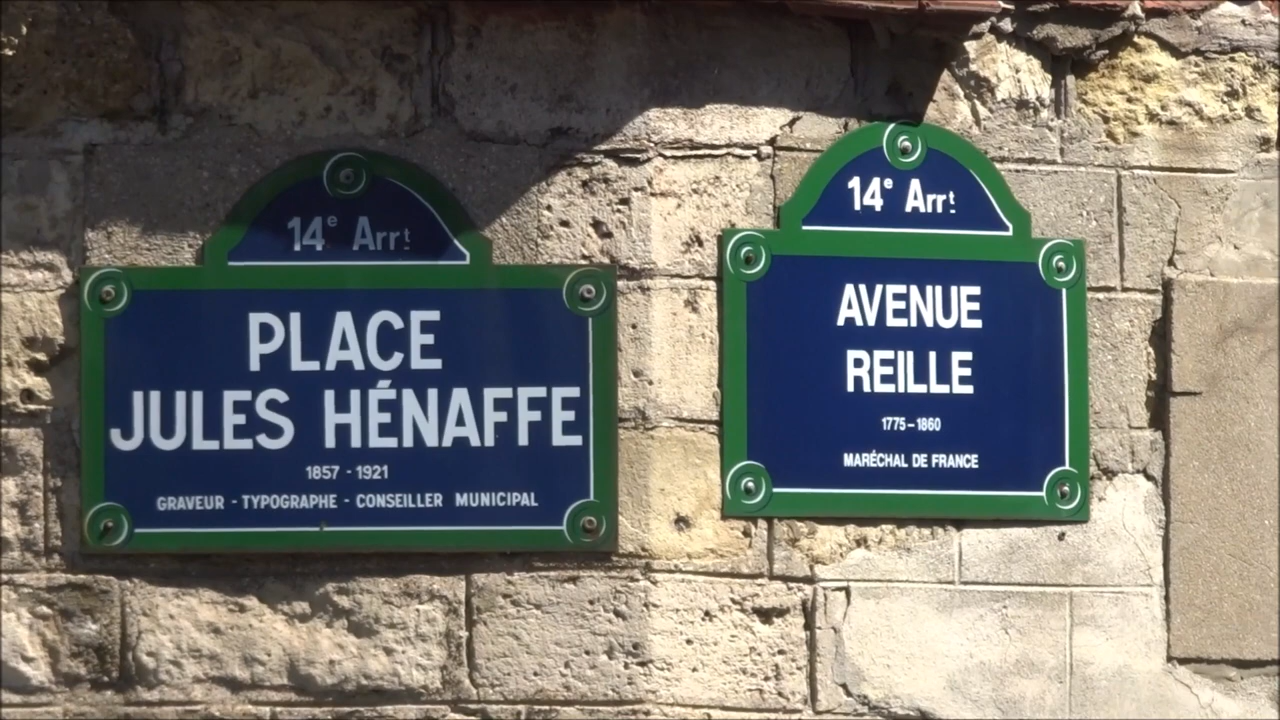 14e Arrt
PLACE
JULES HÉNAFFE
1857 - 1921
GRAVEUR - TYPOGRAPHE - CONSEILLER MUNICIPAL
14e Arrt
AVENUE
REILLE
1775 - 1860
MARÉCHAL DE FRANCE